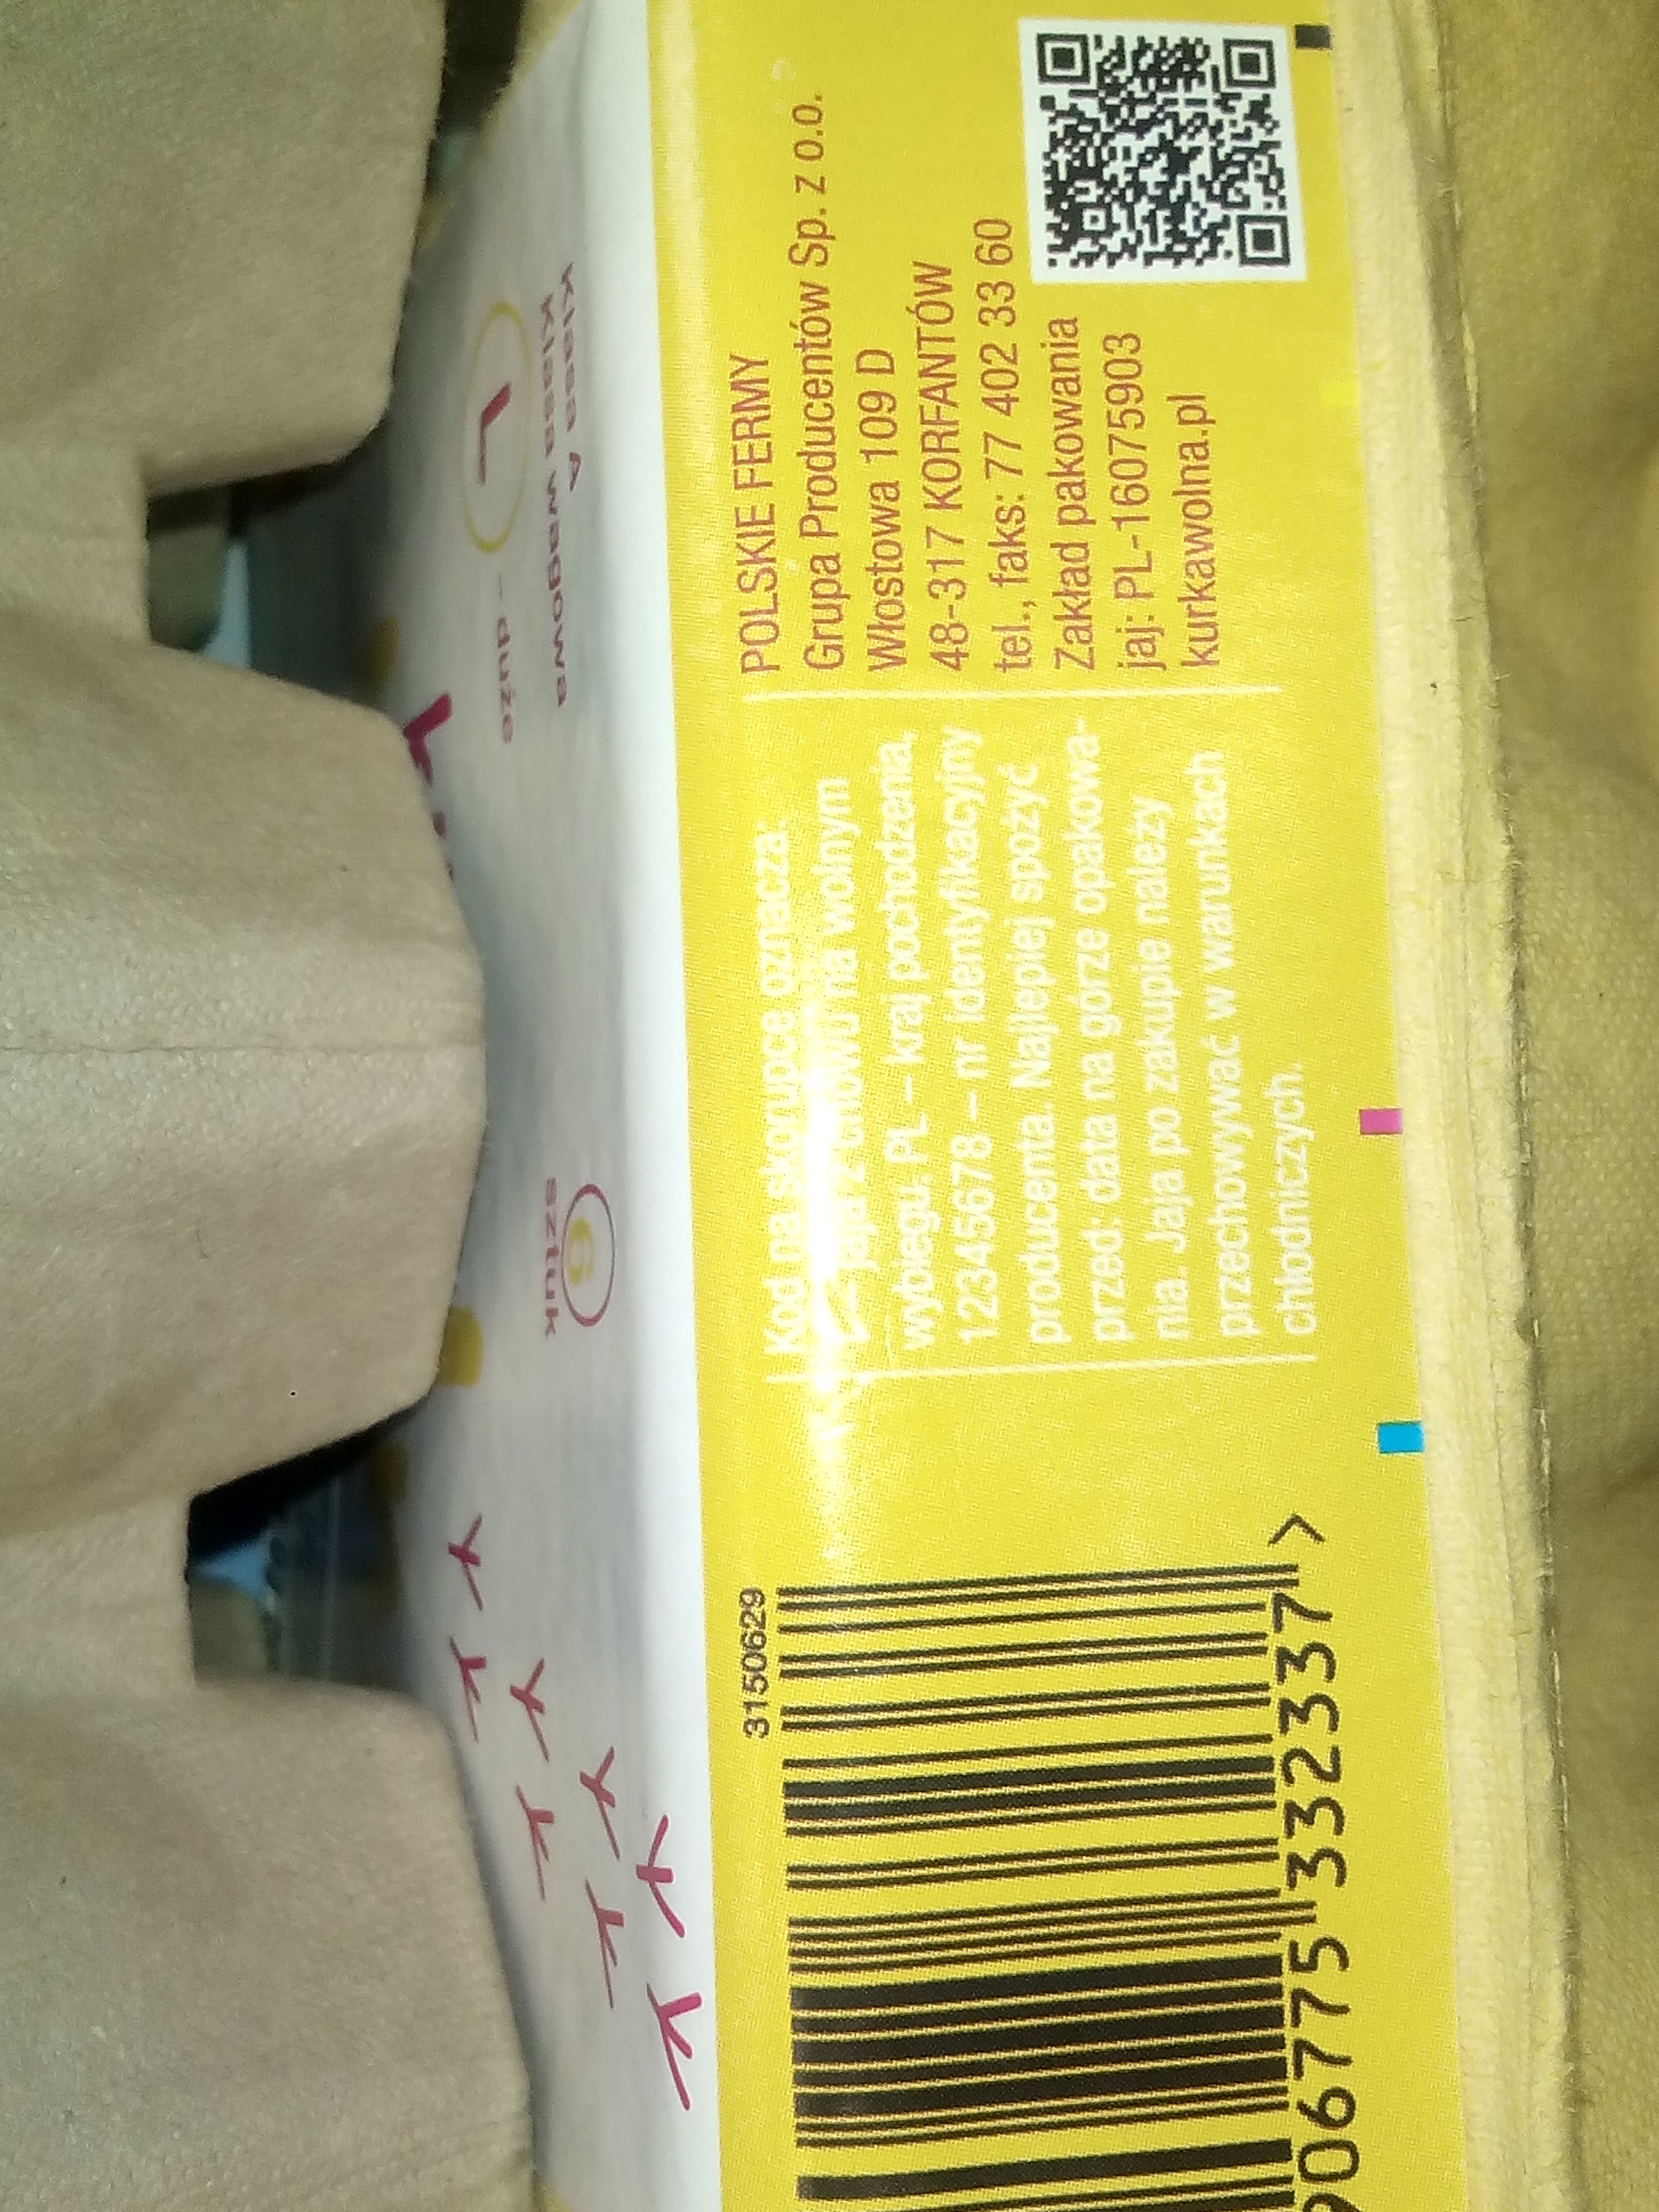 POLSKIE FERMY
Grupa Producentów Sp. z o.o.
Włostowa 109 D
48-317 KORFANTÓW
tel., faks: 77 402 33 60
Zakład pakowania
jaj: PL-16075903
kurkawolna.pl
Kod na skorupce oznacza:
jaja z chowu na wolnym
wybiegu. PL – kraj pochodzenia,
12345678 – nr identyfikacyjny
producenta. Najlepiej spożyć
przed: data na górze opakowa-
nia. Jaja po zakupie należy
przechowywać w warunkach
chłodniczych.
3150629
906775 332337 >
Klasa A
Klasa wagowa
L – duże
6
sztuk